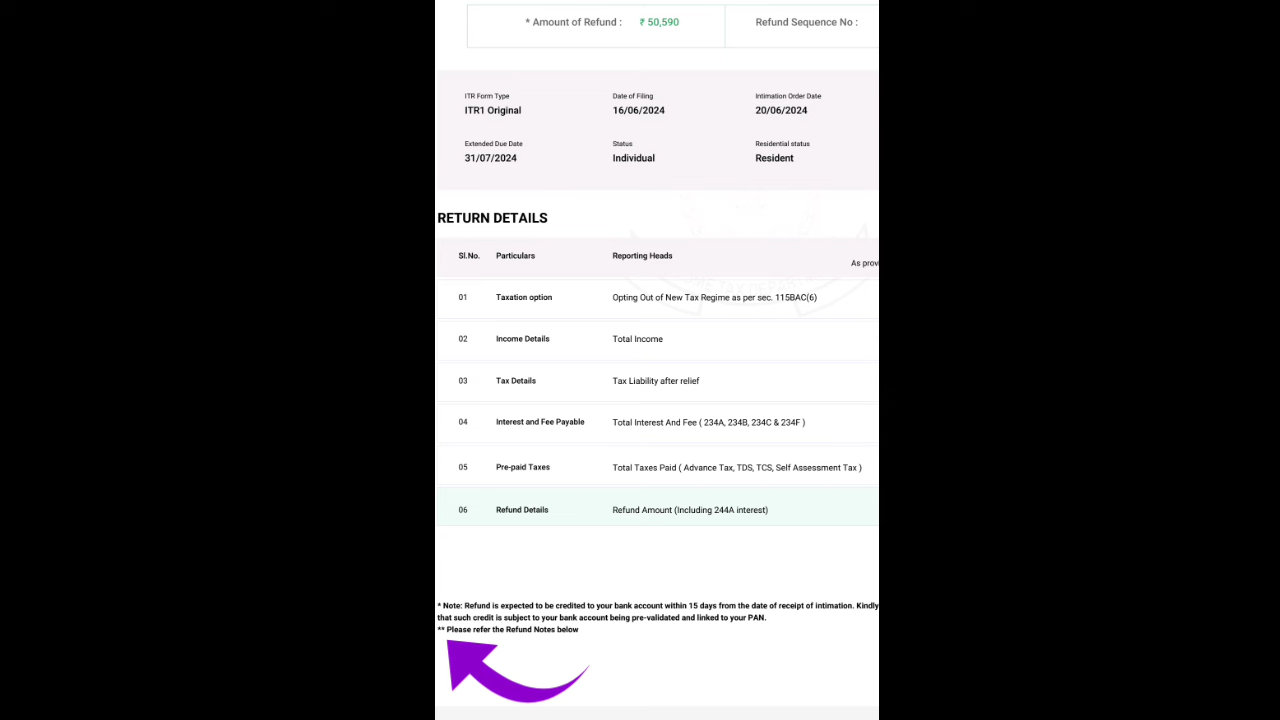 * Amount of Refund : ₹ 50,590 Refund Sequence No :
ITR Form Type Date of Filing Intimation Order Date
ITR1 Original 16/06/2024 20/06/2024
Extended Due Date Status Residential status
31/07/2024 Individual Resident
RETURN DETAILS
Sl.No. Particulars Reporting Heads
As provi
01 Taxation option Opting Out of New Tax Regime as per sec. 115BAC(6)
02 Income Details Total Income
03 Tax Details Tax Liability after relief
04 Interest and Fee Payable Total Interest And Fee ( 234A, 234B, 234C & 234F )
05 Pre-paid Taxes Total Taxes Paid ( Advance Tax, TDS, TCS, Self Assessment Tax )
06 Refund Details Refund Amount (Including 244A interest)
* Note: Refund is expected to be credited to your bank account within 15 days from the date of receipt of intimation. Kindly
that such credit is subject to your bank account being pre-validated and linked to your PAN.
** Please refer the Refund Notes below